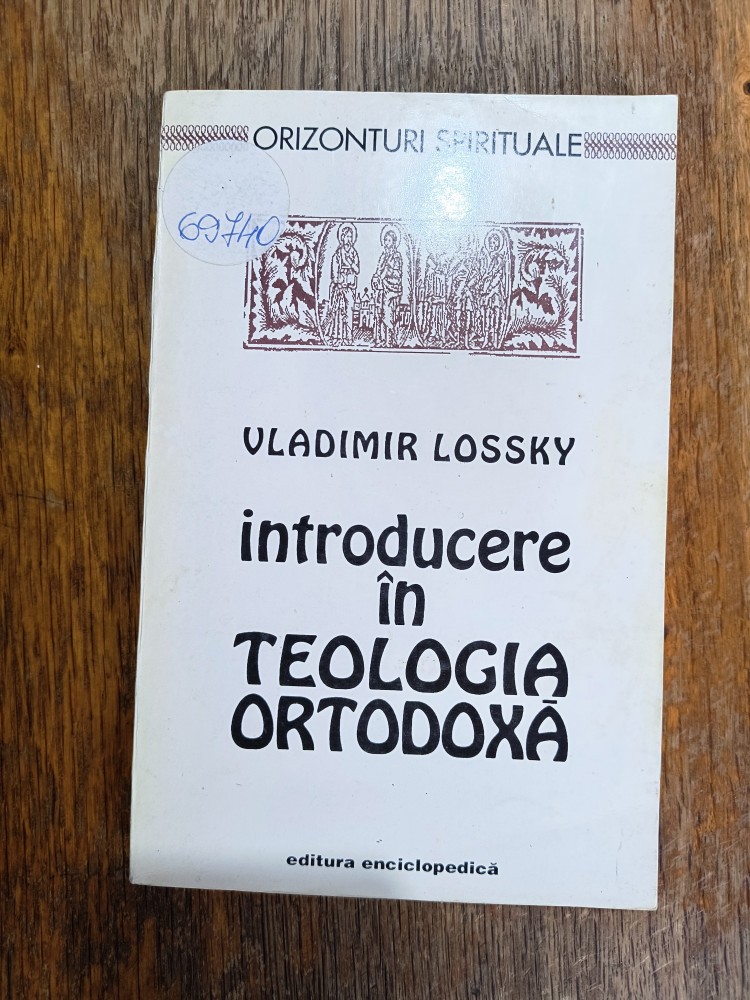 ORIZONTURI SPIRITUALE
69740
VLADIMIR LOSSKY
introducere
în
TEOLOGIA
ORTODOXĂ
editura enciclopedică